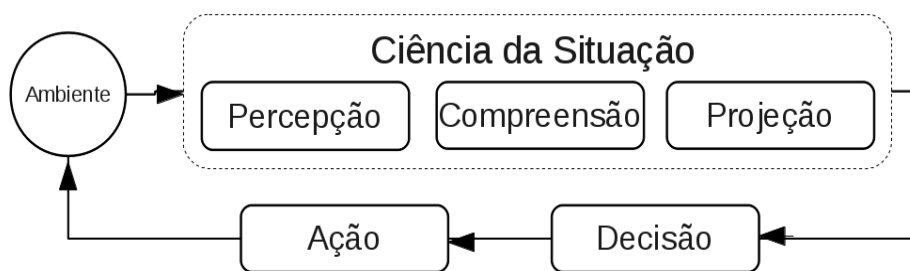 Ciência da Situação
Ambiente
Percepção
Compreensão
Projeção
Ação
Decisão